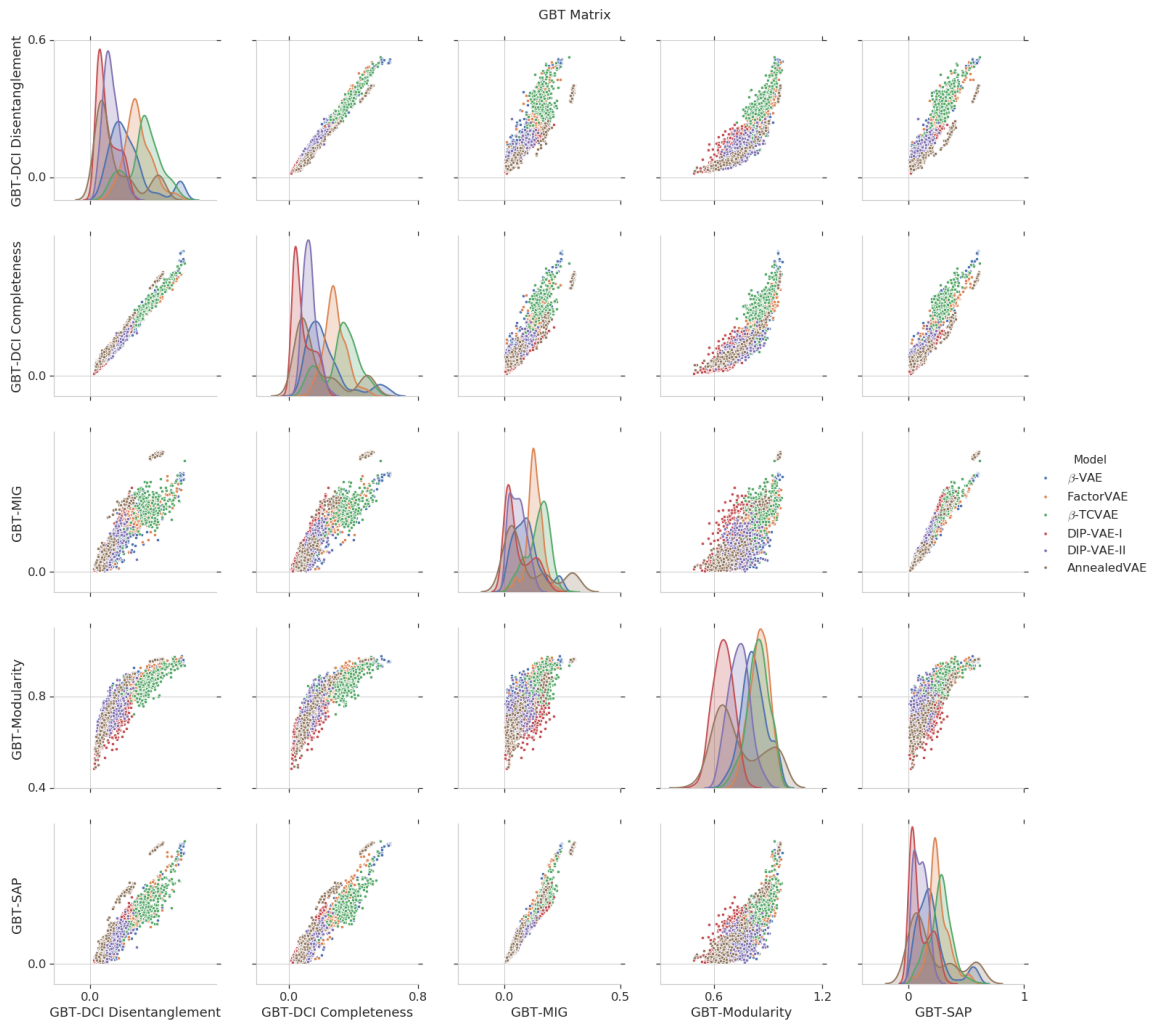 GBT Matrix
0.6
0.0
GBT-DCI Disentanglement
0.0
GBT-DCI Completeness
0.0
GBT-MIG
0.8
0.4
GBT-Modularity
0.0
GBT-SAP
0.0
0.0
0.8
0.0
0.5
0.6
1.2
0
1
GBT-DCI Disentanglement
GBT-DCI Completeness
GBT-MIG
GBT-Modularity
GBT-SAP
Model
β-VAE
FactorVAE
β-TCVAE
DIP-VAE-I
DIP-VAE-II
AnnealedVAE